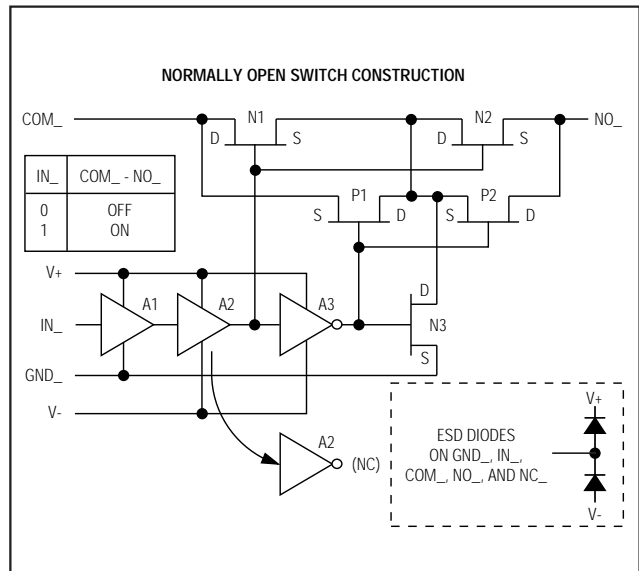 NORMALLY OPEN SWITCH CONSTRUCTION
COM_
N1
N2
NO_
D
S
D
S
IN_ COM_ - NO_
0 OFF
1 ON
P1
P2
S
D
S
D
V+
A1
A2
A3
D
IN_
N3
GND_
S
V-
A2
(NC)
V+
ESD DIODES
ON GND_, IN_,
COM_, NO_, AND NC_
V-